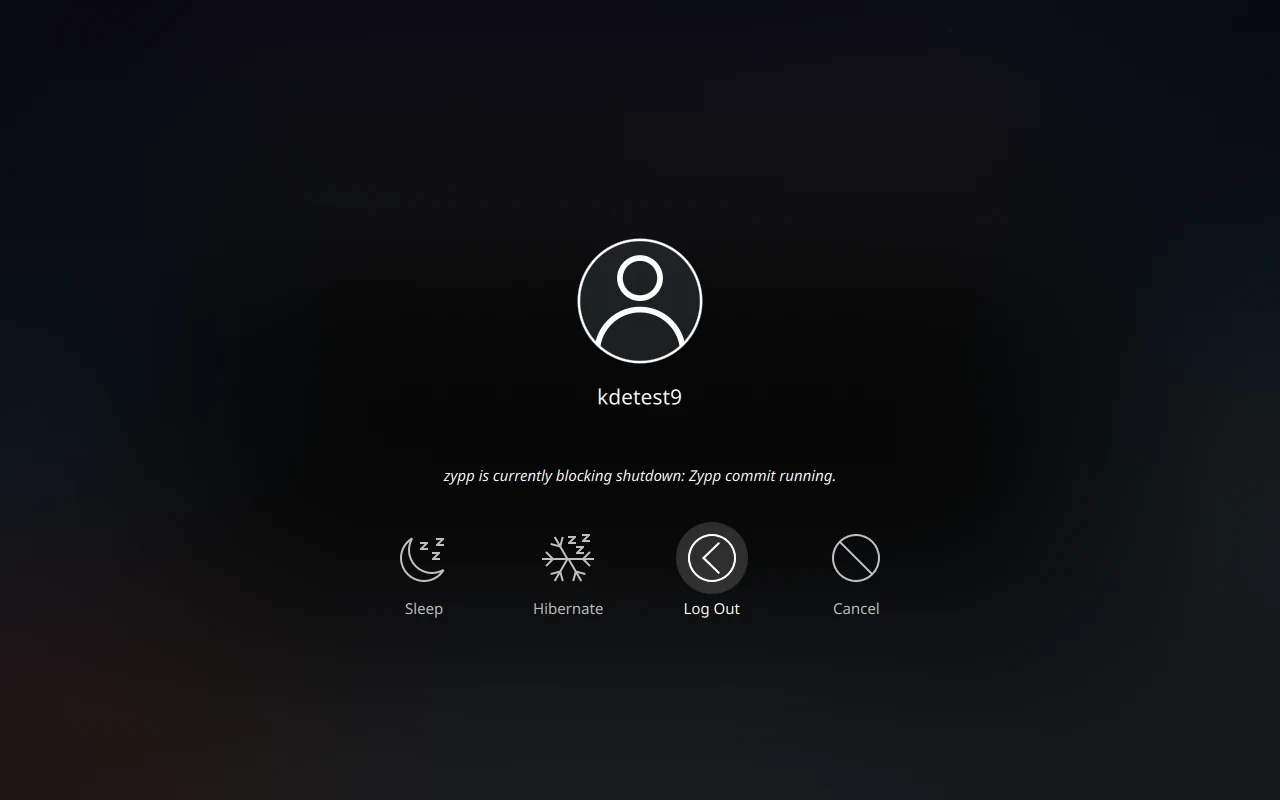 kdetest9
zypp is currently blocking shutdown: Zypp commit running.
Sleep
Hibernate
Log Out
Cancel